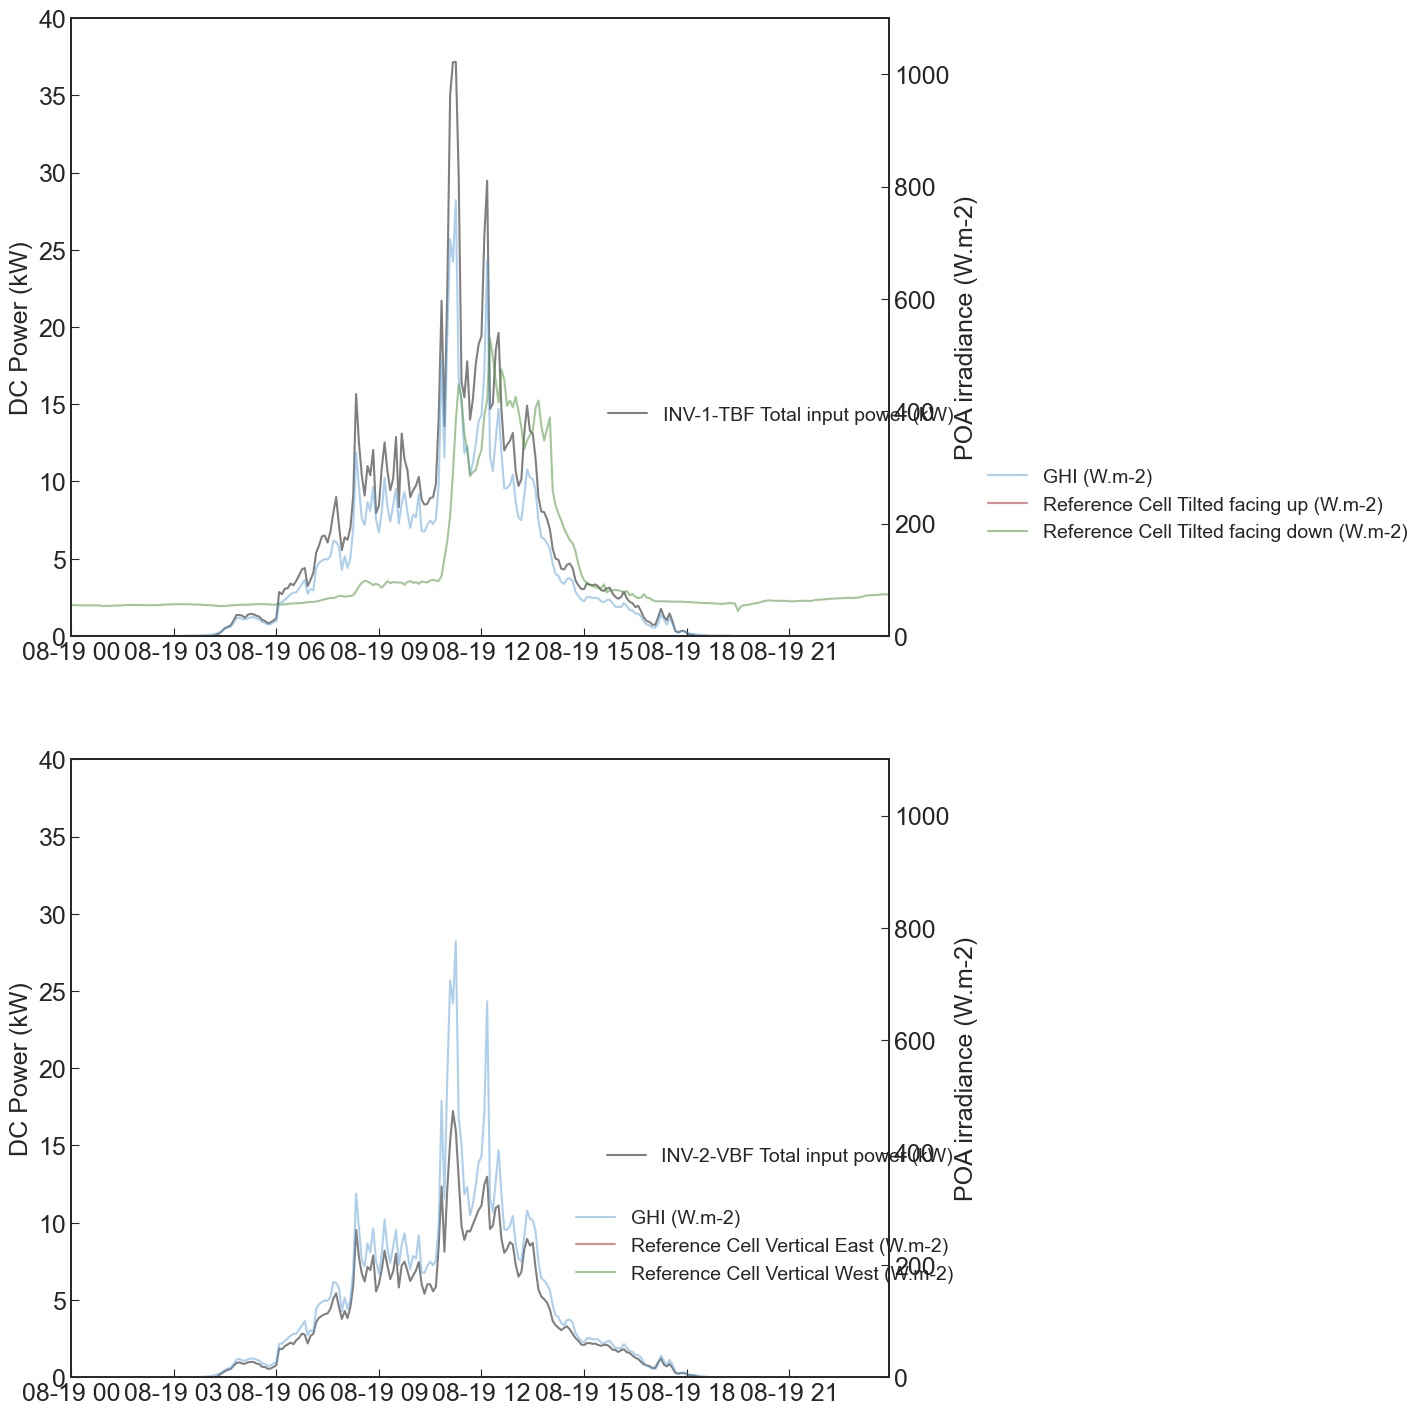 40
35
30
25
20
15
10
5
0
DC Power (kW)
1000
800
600
400
200
0
POA irradiance (W.m-2)
INV-1-TBF Total input power (kW)
GHI (W.m-2)
Reference Cell Tilted facing up (W.m-2)
Reference Cell Tilted facing down (W.m-2)
08-19 00 08-19 03 08-19 06 08-19 09 08-19 12 08-19 15 08-19 18 08-19 21
40
35
30
25
20
15
10
5
0
DC Power (kW)
1000
800
600
400
200
0
POA irradiance (W.m-2)
INV-2-VBF Total input power (kW)
GHI (W.m-2)
Reference Cell Vertical East (W.m-2)
Reference Cell Vertical West (W.m-2)
08-19 00 08-19 03 08-19 06 08-19 09 08-19 12 08-19 15 08-19 18 08-19 21